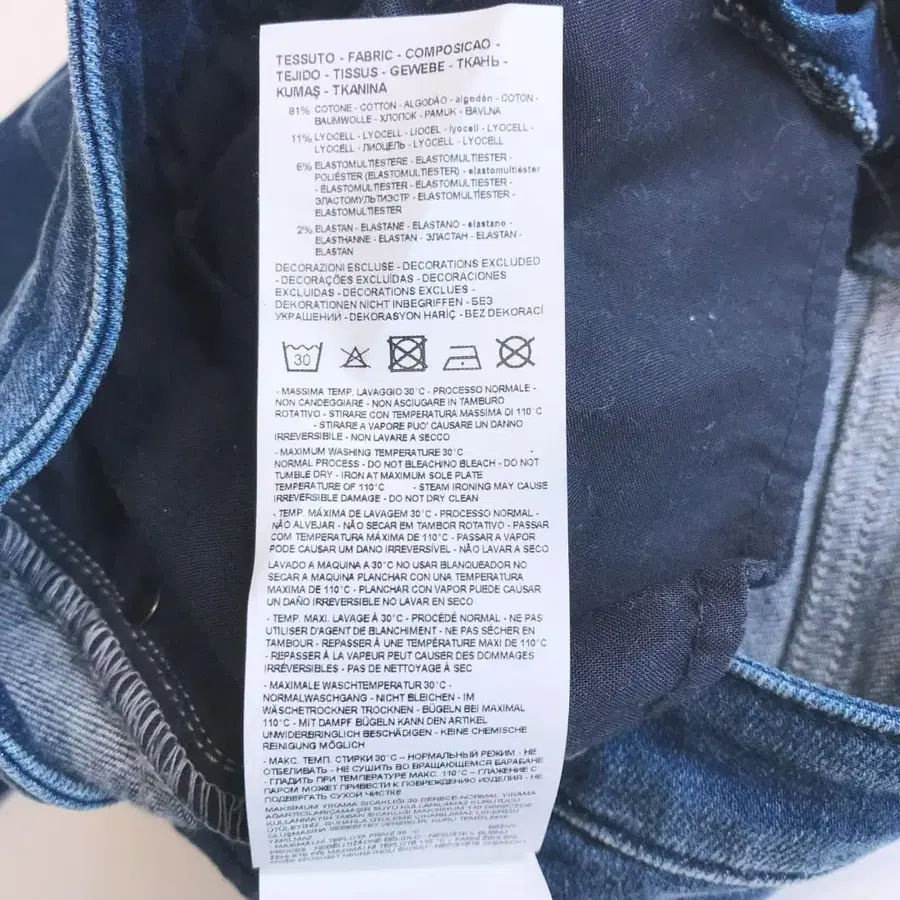 TESSUTO - FABRIC - COMPOSICAO -
TEJIDO - TISSUS - GEWEBE - ТКАНЬ -
KUMAŞ - TKANINA
81% COTONE - COTTON - ALGODÃO - algodón - COTON -
BAUMWOLLE - ХЛОПОК - PAMUK - BAVLNA
11% LYOCELL - LYOCELL - LIOCEL - lyocell - LYOCELL -
LYOCELL - ЛИОЦЕЛЬ - LYOCELL - LYOCELL
6% ELASTOMULTIESTERE - ELASTOMULTIESTER -
POLIÉSTER (ELASTOMULTIESTER) - elastomultiéster
- ÉLASTOMULTIESTER - ELASTOMULTIESTER -
ЭЛАСТОМУЛЬТИЭСТР - ELASTOMULTIESTER -
ELASTOMULTIESTER
2% ELASTAN - ELASTANE - ELASTANO - elastano -
ELASTHANNE - ELASTAN - ЭЛАСТАН - ELASTAN -
ELASTAN
DECORAZIONI ESCLUSE - DECORATIONS EXCLUDED
- DECORAÇÕES EXCLUÍDAS - DECORACIONES
EXCLUIDAS - DÉCORATIONS EXCLUES -
DEKORATIONEN NICHT INBEGRIFFEN - БЕЗ
УКРАШЕНИЙ - DEKORASYON HARİÇ - BEZ DEKORACÍ
30
- MASSIMA TEMP. LAVAGGIO 30°C - PROCESSO NORMALE -
NON CANDEGGIARE - NON ASCIUGARE IN TAMBURO
ROTATIVO - STIRARE CON TEMPERATURA MASSIMA DI 110°C
- STIRARE A VAPORE PUO' CAUSARE UN DANNO
IRREVERSIBILE - NON LAVARE A SECCO
- MAXIMUM WASHING TEMPERATURE 30°C -
NORMAL PROCESS - DO NOT BLEACH/NO BLEACH - DO NOT
TUMBLE DRY - IRON AT MAXIMUM SOLE PLATE
TEMPERATURE OF 110°C - STEAM IRONING MAY CAUSE
IRREVERSIBLE DAMAGE - DO NOT DRY CLEAN
- TEMP. MÁXIMA DE LAVAGEM 30°C - PROCESSO NORMAL -
NÃO ALVEJAR - NÃO SECAR EM TAMBOR ROTATIVO - PASSAR
COM TEMPERATURA MÁXIMA DE 110°C - PASSAR A VAPOR
PODE CAUSAR UM DANO IRREVERSÍVEL - NÃO LAVAR A SECO
LAVADO A MAQUINA A 30°C NO USAR BLANQUEADOR NO
SECAR A MAQUINA PLANCHAR CON UNA TEMPERATURA
MAXIMA DE 110°C - PLANCHAR CON VAPOR PUEDE CAUSAR
UN DAÑO IRREVERSIBLE NO LAVAR EN SECO
- TEMP. MAXI. LAVAGE À 30°C - PROCÉDÉ NORMAL - NE PAS
UTILISER D'AGENT DE BLANCHIMENT - NE PAS SÉCHER EN
TAMBOUR - REPASSER À UNE TEMPÉRATURE MAXI DE 110°C
- REPASSER À LA VAPEUR PEUT CAUSER DES DOMMAGES
IRRÉVERSIBLES - PAS DE NETTOYAGE À SEC
- MAXIMALE WASCHTEMPERATUR 30°C -
NORMALWASCHGANG - NICHT BLEICHEN - IM
WÄSCHETROCKNER TROCKNEN - BÜGELN BEI MAXIMAL
110°C - MIT DAMPF BÜGELN KANN DEN ARTIKEL
UNWIDERBRINGLICH BESCHÄDIGEN - KEINE CHEMISCHE
REINIGUNG MÖGLICH
- МАКС. ТЕМП. СТИРКИ 30°C – НОРМАЛЬНЫЙ РЕЖИМ - НЕ
ОТБЕЛИВАТЬ - НЕ СУШИТЬ ВО ВРАЩАЮЩЕМСЯ БАРАБАНЕ
- ГЛАДИТЬ ПРИ ТЕМПЕРАТУРЕ МАКС. 110°C – ГЛАЖЕНИЕ С
ПАРОМ МОЖЕТ ПРИВЕСТИ К ПОВРЕЖДЕНИЮ ИЗДЕЛИЯ - НЕ
ПОДВЕРГАТЬ СУХОЙ ЧИСТКЕ
MAKSİMUM YIKAMA SICAKLIĞI 30 DERECE-NORMAL YIKAMA